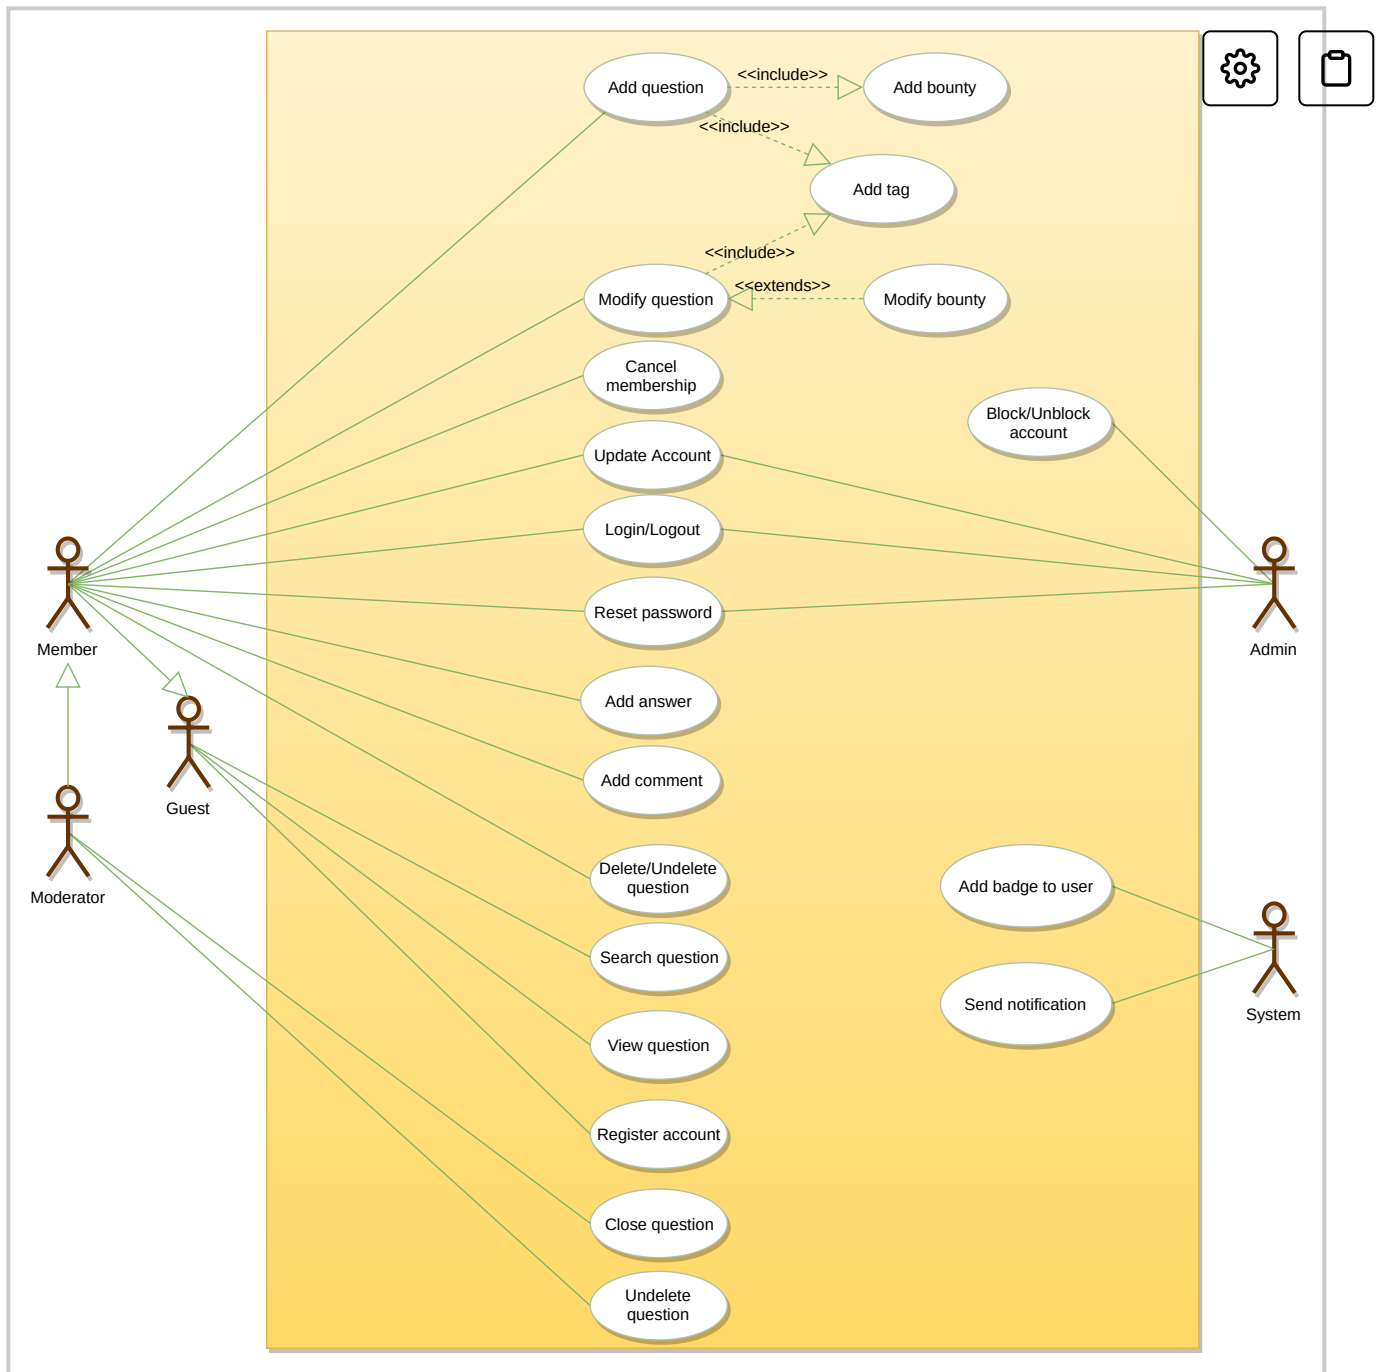 <<include>>
Add question
Add bounty
<<include>>
Add tag
<<include>>
<<extends>>
Modify question
Modify bounty
Cancel
membership
Block/Unblock
account
Update Account
Login/Logout
Reset password
Member
Admin
Add answer
Add comment
Guest
Delete/Undelete
question
Add badge to user
Moderator
Search question
Send notification
System
View question
Register account
Close question
Undelete
question